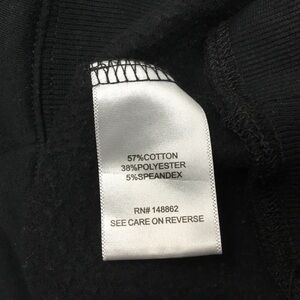 57%COTTON
38%POLYESTER
5%SPEANDEX
RN# 148862
SEE CARE ON REVERSE